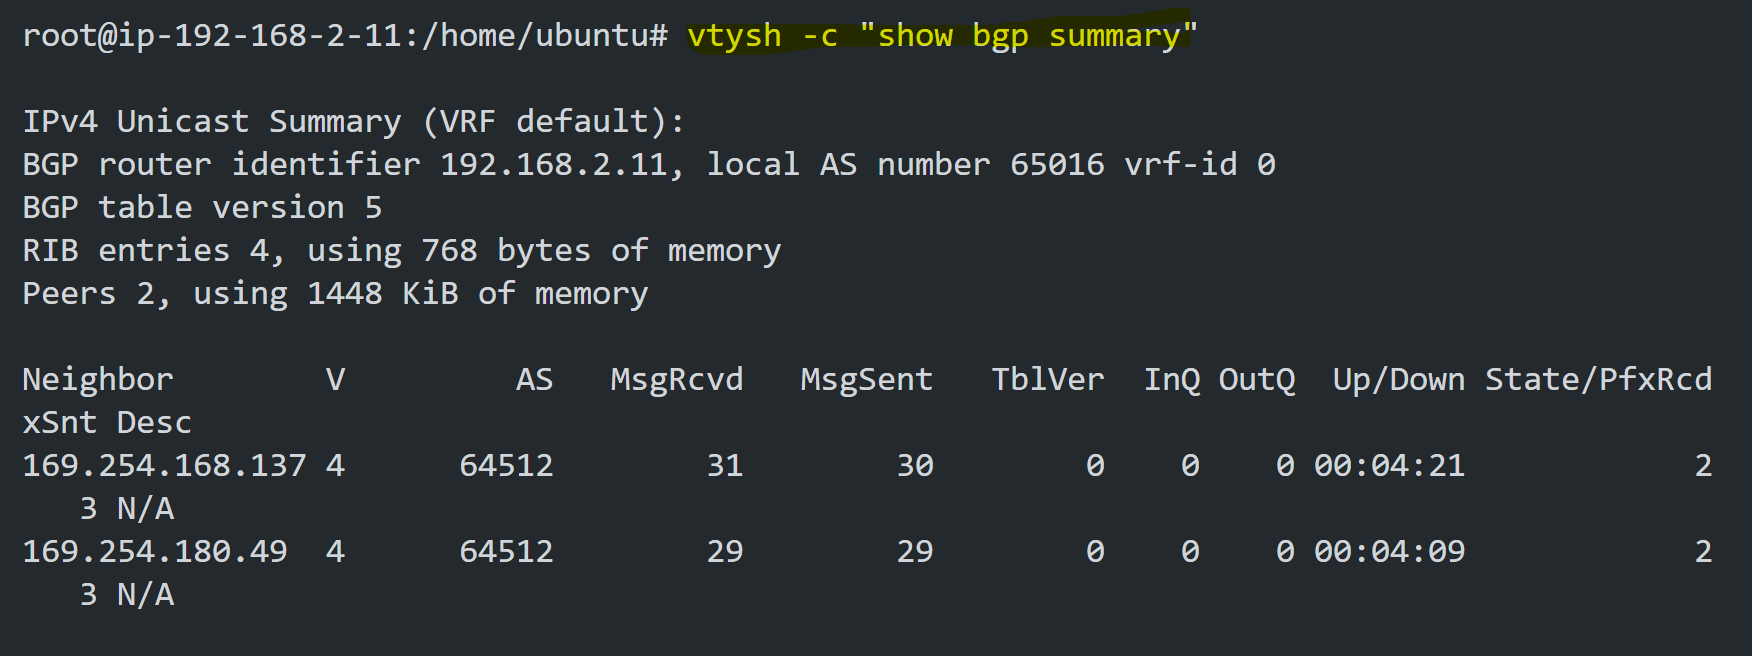 root@ip-192-168-2-11:/home/ubuntu# vtysh -c "show bgp summary"
IPv4 Unicast Summary (VRF default):
BGP router identifier 192.168.2.11, local AS number 65016 vrf-id 0
BGP table version 5
RIB entries 4, using 768 bytes of memory
Peers 2, using 1448 KiB of memory
Neighbor        V         AS   MsgRcvd   MsgSent   TblVer  InQ OutQ  Up/Down State/PfxRcd
xSnt Desc
169.254.168.137 4      64512        31        30        0    0    0 00:04:21            2
   3 N/A
169.254.180.49  4      64512        29        29        0    0    0 00:04:09            2
   3 N/A